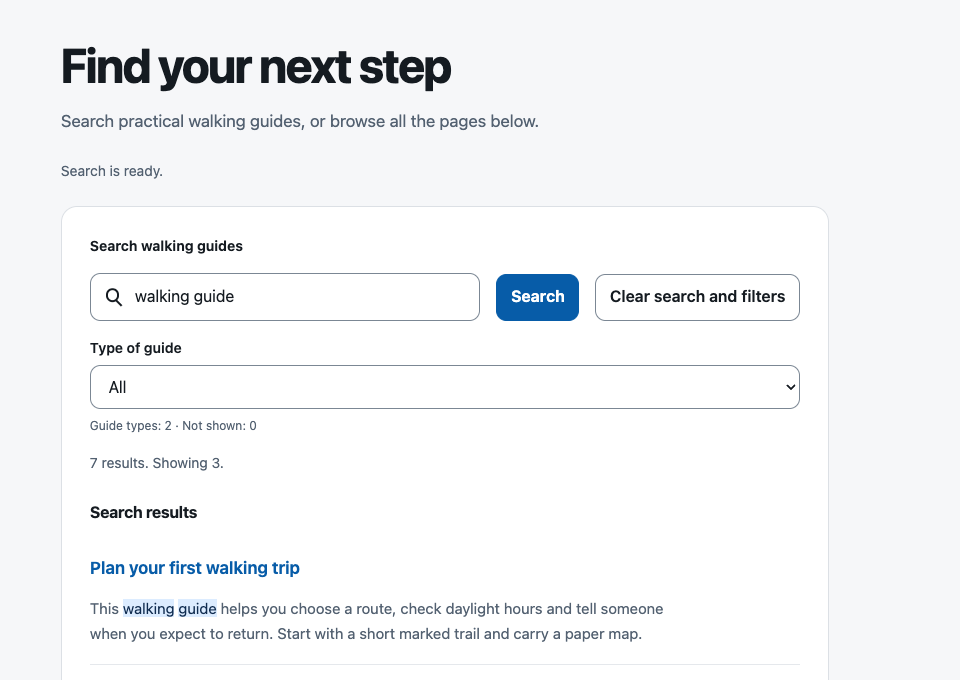 Find your next step
Search practical walking guides, or browse all the pages below.
Search is ready.
Search walking guides
walking guide
Search
Clear search and filters
Type of guide
All
Guide types: 2 · Not shown: 0
7 results. Showing 3.
Search results
Plan your first walking trip
This walking guide helps you choose a route, check daylight hours and tell someone
when you expect to return. Start with a short marked trail and carry a paper map.